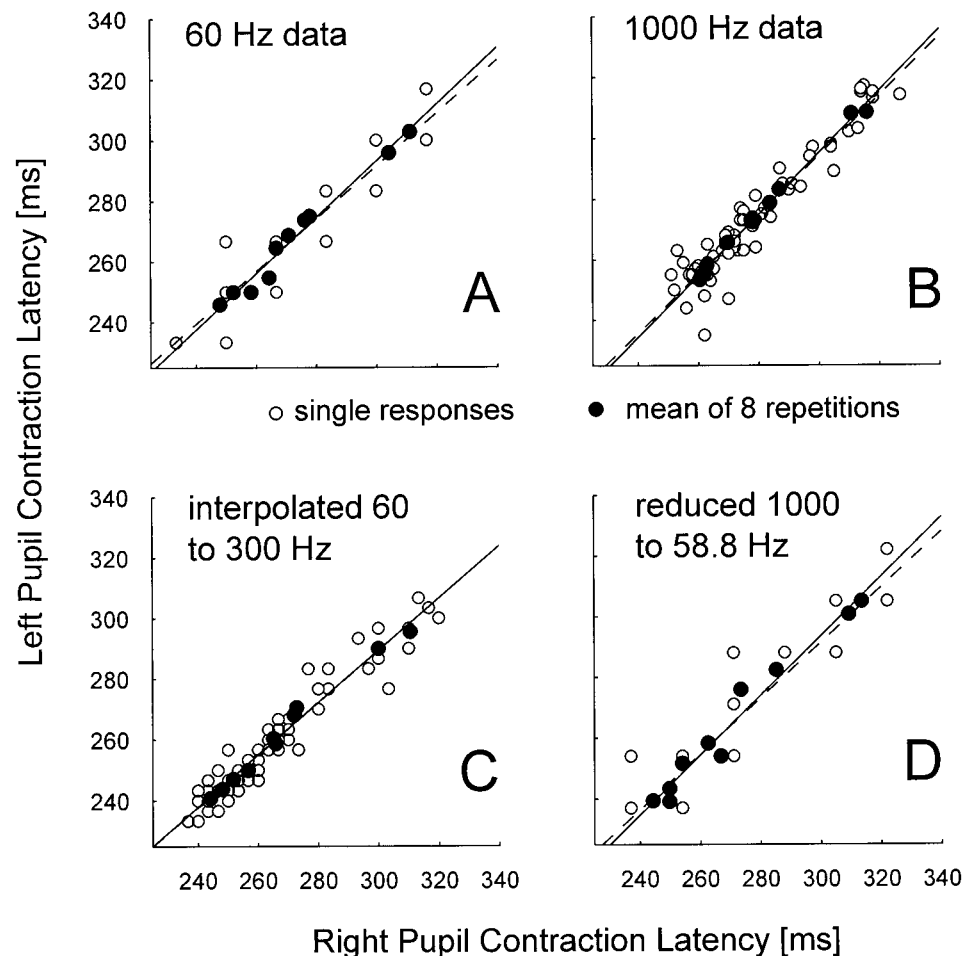 60 Hz data
1000 Hz data
340
320
300
280
260
240
A
B
Left Pupil Contraction Latency [ms]
single responses
mean of 8 repetitions
interpolated 60
to 300 Hz
reduced 1000
to 58.8 Hz
340
320
300
280
260
240
C
D
240 260 280 300 320 340
240 260 280 300 320 340
Right Pupil Contraction Latency [ms]